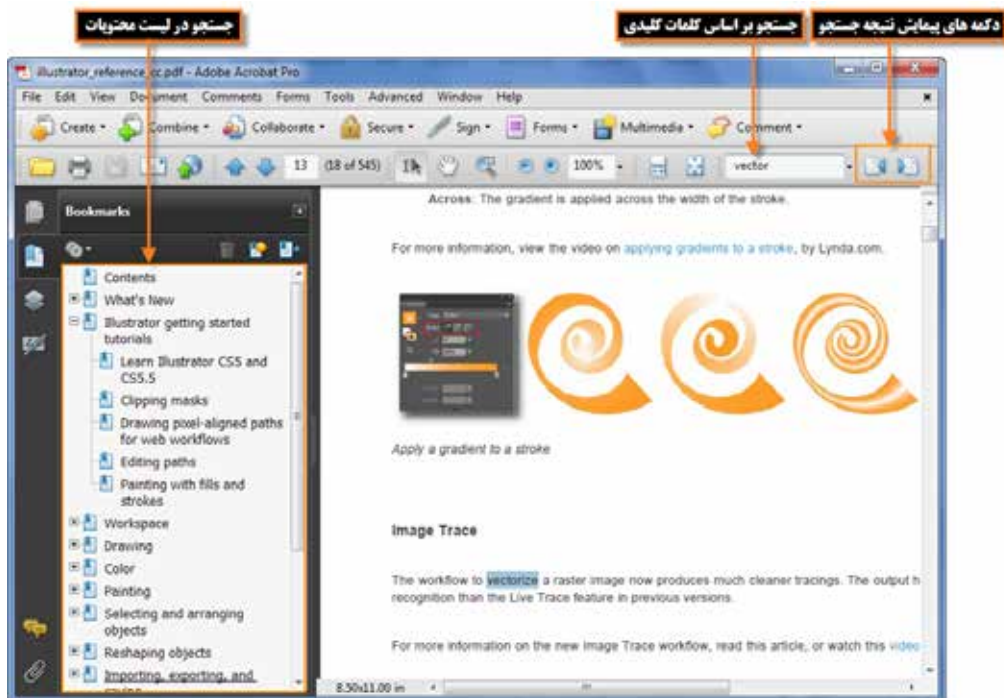 جستجو در لیست محتویات
جستجو بر اساس کلمات کلیدی
دکمه های پیمایش نتیجه جستجو
illustrator_reference_cc.pdf - Adobe Acrobat Pro
File Edit View Document Comments Forms Tools Advanced Window Help
Create Combine Collaborate Secure Sign Forms Multimedia Comment
13 (18 of 545) 100% vector
Bookmarks
Contents
What's New
Illustrator getting started
tutorials
Learn Illustrator CS5 and
CS5.5
Clipping masks
Drawing pixel-aligned paths
for web workflows
Editing paths
Painting with fills and
strokes
Workspace
Drawing
Color
Painting
Selecting and arranging
objects
Reshaping objects
Importing, exporting, and
Across: The gradient is applied across the width of the stroke.
For more information, view the video on applying gradients to a stroke, by Lynda.com.
Apply a gradient to a stroke
Image Trace
The workflow to vectorize a raster image now produces much cleaner tracings. The output h
recognition than the Live Trace feature in previous versions.
For more information on the new Image Trace workflow, read this article, or watch this video
8.50x11.00 in